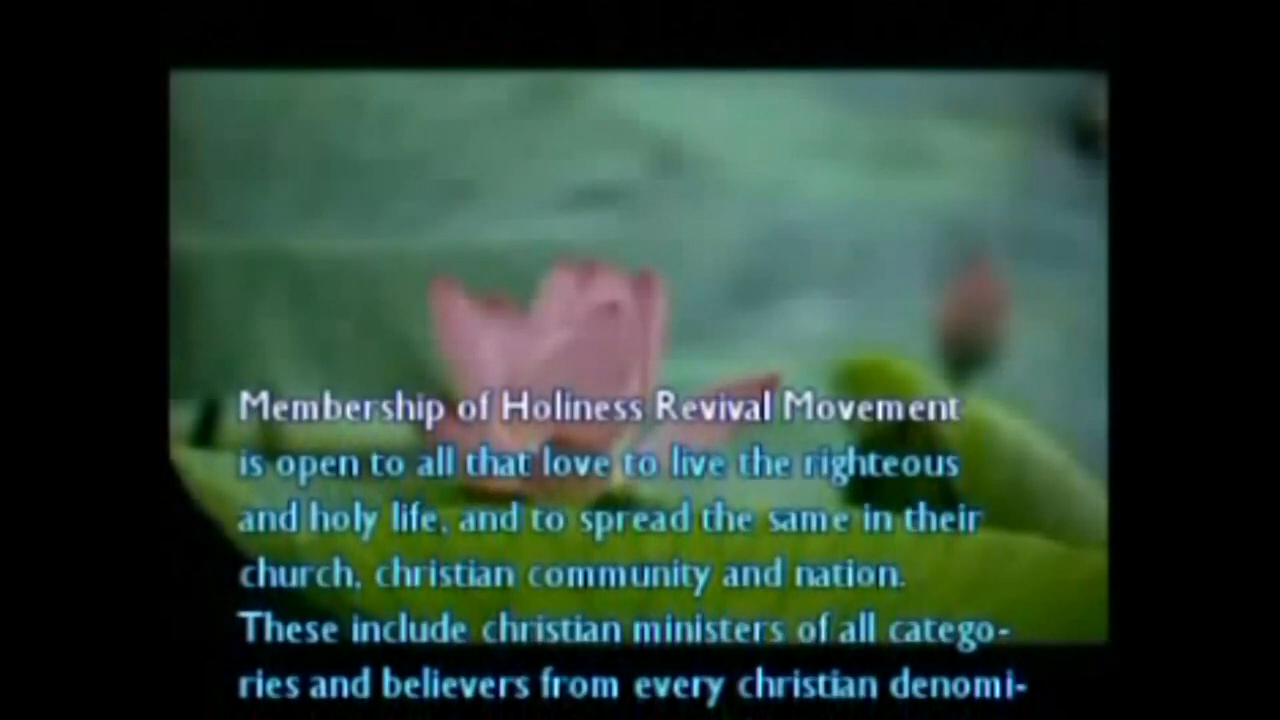 Membership of Holiness Revival Movement
is open to all that love to live the righteous
and holy life, and to spread the same in their
church, christian community and nation.
These include christian ministers of all catego-
ries and believers from every christian denomi-